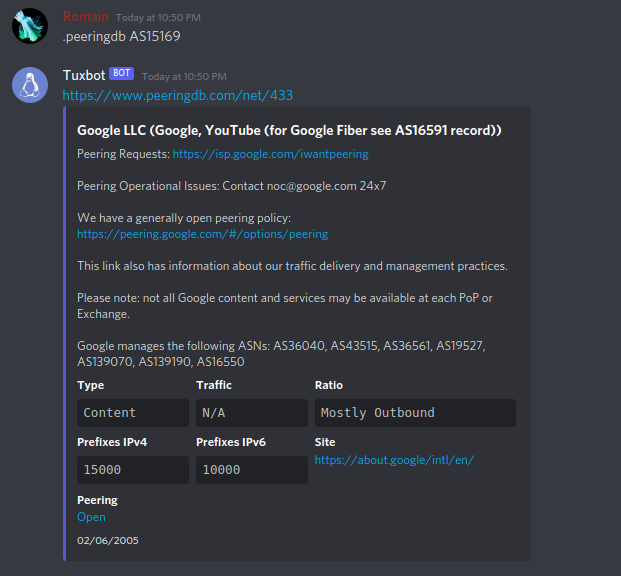 Romain Today at 10:50 PM
.peeringdb AS15169
Tuxbot BOT Today at 10:50 PM
https://www.peeringdb.com/net/433
Google LLC (Google, YouTube (for Google Fiber see AS16591 record))
Peering Requests: https://isp.google.com/iwantpeering
Peering Operational Issues: Contact noc@google.com 24x7
We have a generally open peering policy:
https://peering.google.com/#/options/peering
This link also has information about our traffic delivery and management practices.
Please note: not all Google content and services may be available at each PoP or
Exchange.
Google manages the following ASNs: AS36040, AS43515, AS36561, AS19527,
AS139070, AS139190, AS16550
Type Traffic Ratio
Content N/A Mostly Outbound
Prefixes IPv4 Prefixes IPv6 Site
15000 10000 https://about.google/intl/en/
Peering
Open
02/06/2005